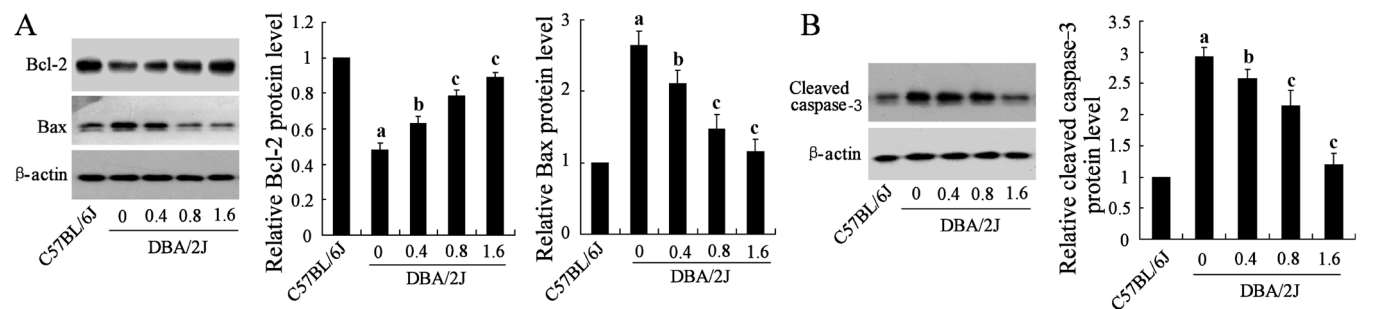 A
Bcl-2
Bax
β-actin
C57BL/6J
0 0.4 0.8 1.6
DBA/2J
Relative Bcl-2 protein level
1.2
1
0.8
0.6
0.4
0.2
0
a
b
c
c
C57BL/6J
0 0.4 0.8 1.6
DBA/2J
Relative Bax protein level
3
2
1
0
a
b
c
c
C57BL/6J
0 0.4 0.8 1.6
DBA/2J
B
Cleaved
caspase-3
β-actin
C57BL/6J
0 0.4 0.8 1.6
DBA/2J
Relative cleaved caspase-3
protein level
3.5
3
2.5
2
1.5
1
0.5
0
a
b
c
c
C57BL/6J
0 0.4 0.8 1.6
DBA/2J